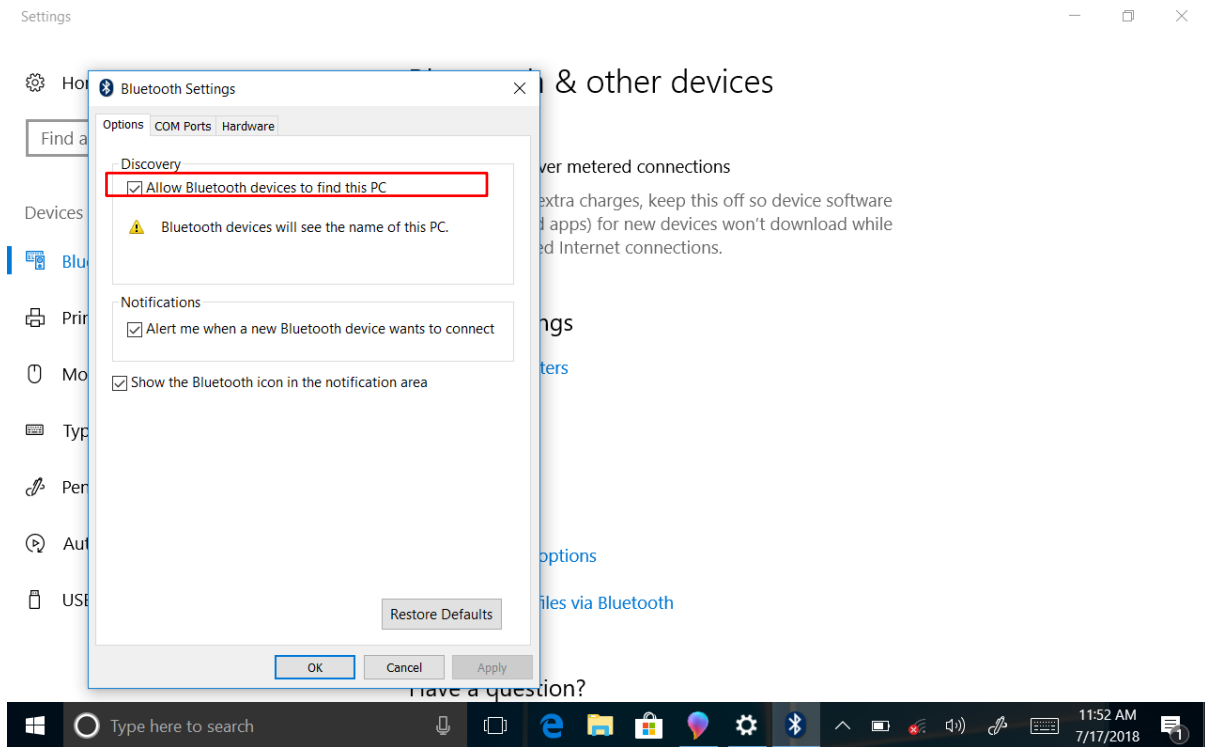 Settings
& other devices
Bluetooth Settings
Options
COM Ports
Hardware
Find a
Discovery
Allow Bluetooth devices to find this PC
ver metered connections
Bluetooth devices will see the name of this PC.
extra charges, keep this off so device software
apps) for new devices won't download while
ed Internet connections.
Devices
Blu
Notifications
Alert me when a new Bluetooth device wants to connect
Prin
ngs
ters
Mo
Show the Bluetooth icon in the notification area
Typ
Pen
Aut
options
USB
files via Bluetooth
Restore Defaults
OK
Cancel
Apply
Have a question?
Type here to search
11:52 AM
7/17/2018
1